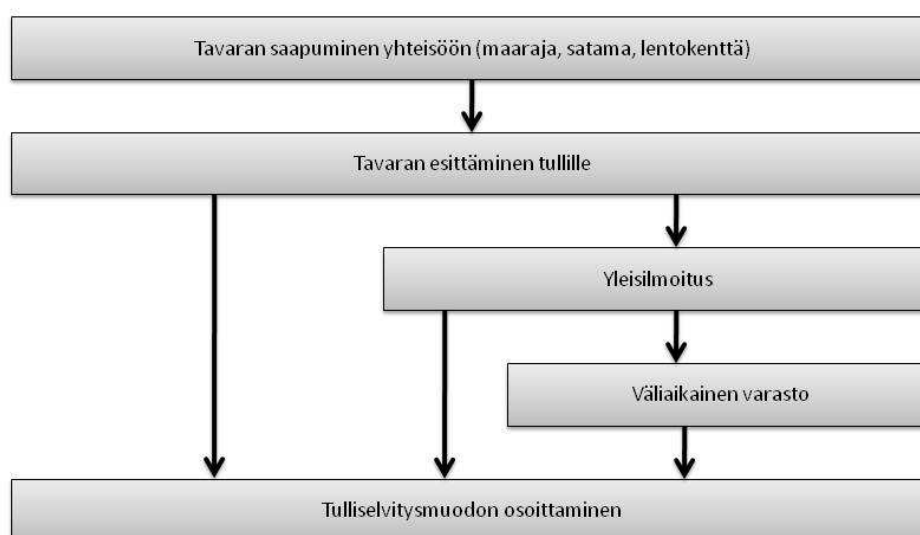 Tavaran saapuminen yhteisöön (maaraja, satama, lentokenttä)
Tavaran esittäminen tullille
Yleisilmoitus
Väliaikainen varasto
Tulliselvitysmuodon osoittaminen